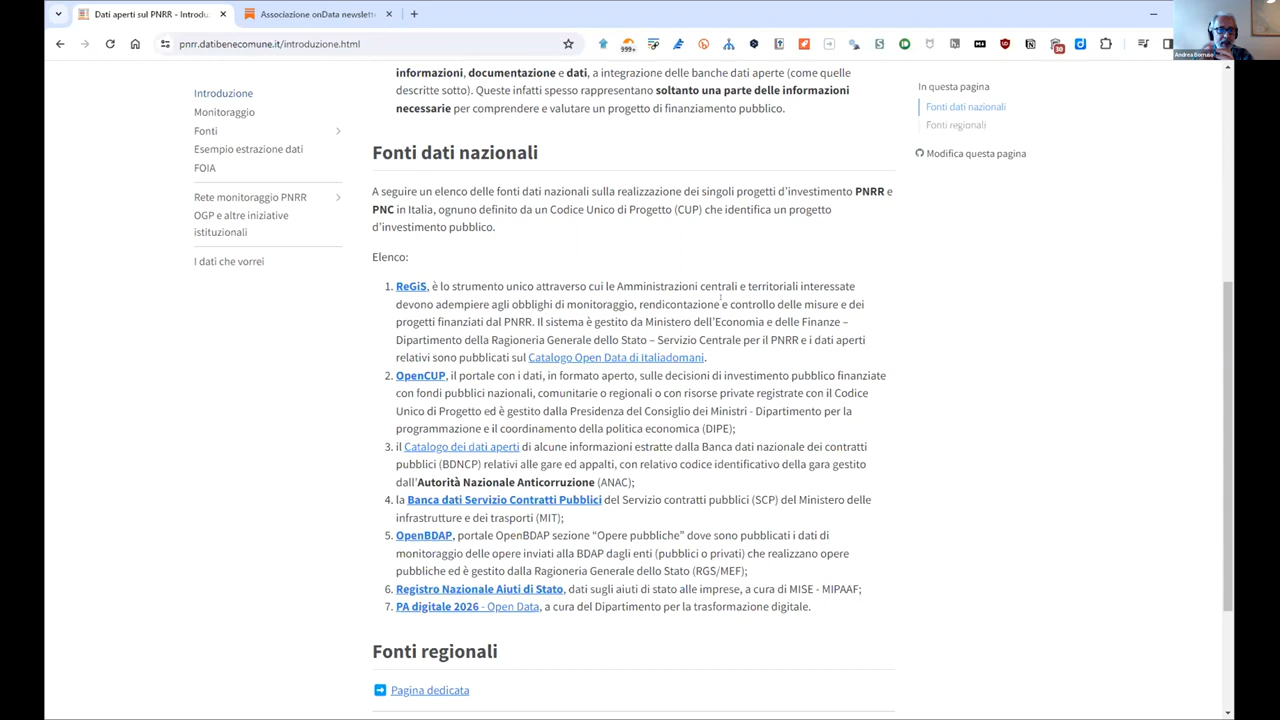 Dati aperti sul PNRR - Introdu
Associazione onData newslette
pnrr.datibenecomune.it/introduzione.html
999+
30
Andrea Borruso
Introduzione
Monitoraggio
Fonti
Esempio estrazione dati
FOIA
Rete monitoraggio PNRR
OGP e altre iniziative
istituzionali
I dati che vorrei
informazioni, documentazione e dati, a integrazione delle banche dati aperte (come quelle
descritte sotto). Queste infatti spesso rappresentano soltanto una parte delle informazioni
necessarie per comprendere e valutare un progetto di finanziamento pubblico.
Fonti dati nazionali
A seguire un elenco delle fonti dati nazionali sulla realizzazione dei singoli progetti d'investimento PNRR e
PNC in Italia, ognuno definito da un Codice Unico di Progetto (CUP) che identifica un progetto
d'investimento pubblico.
Elenco:
1. ReGiS, è lo strumento unico attraverso cui le Amministrazioni centrali e territoriali interessate
devono adempiere agli obblighi di monitoraggio, rendicontazione e controllo delle misure e dei
progetti finanziati dal PNRR. Il sistema è gestito da Ministero dell'Economia e delle Finanze –
Dipartimento della Ragioneria Generale dello Stato – Servizio Centrale per il PNRR e i dati aperti
relativi sono pubblicati sul Catalogo Open Data di Italiadomani.
2. OpenCUP, il portale con i dati, in formato aperto, sulle decisioni di investimento pubblico finanziate
con fondi pubblici nazionali, comunitarie o regionali o con risorse private registrate con il Codice
Unico di Progetto ed è gestito dalla Presidenza del Consiglio dei Ministri - Dipartimento per la
programmazione e il coordinamento della politica economica (DIPE);
3. il Catalogo dei dati aperti di alcune informazioni estratte dalla Banca dati nazionale dei contratti
pubblici (BDNCP) relativi alle gare ed appalti, con relativo codice identificativo della gara gestito
dall'Autorità Nazionale Anticorruzione (ANAC);
4. la Banca dati Servizio Contratti Pubblici del Servizio contratti pubblici (SCP) del Ministero delle
infrastrutture e dei trasporti (MIT);
5. OpenBDAP, portale OpenBDAP sezione "Opere pubbliche" dove sono pubblicati i dati di
monitoraggio delle opere inviati alla BDAP dagli enti (pubblici o privati) che realizzano opere
pubbliche ed è gestito dalla Ragioneria Generale dello Stato (RGS/MEF);
6. Registro Nazionale Aiuti di Stato, dati sugli aiuti di stato alle imprese, a cura di MISE - MIPAAF;
7. PA digitale 2026 - Open Data, a cura del Dipartimento per la trasformazione digitale.
Fonti regionali
Pagina dedicata
In questa pagina
Fonti dati nazionali
Fonti regionali
Modifica questa pagina